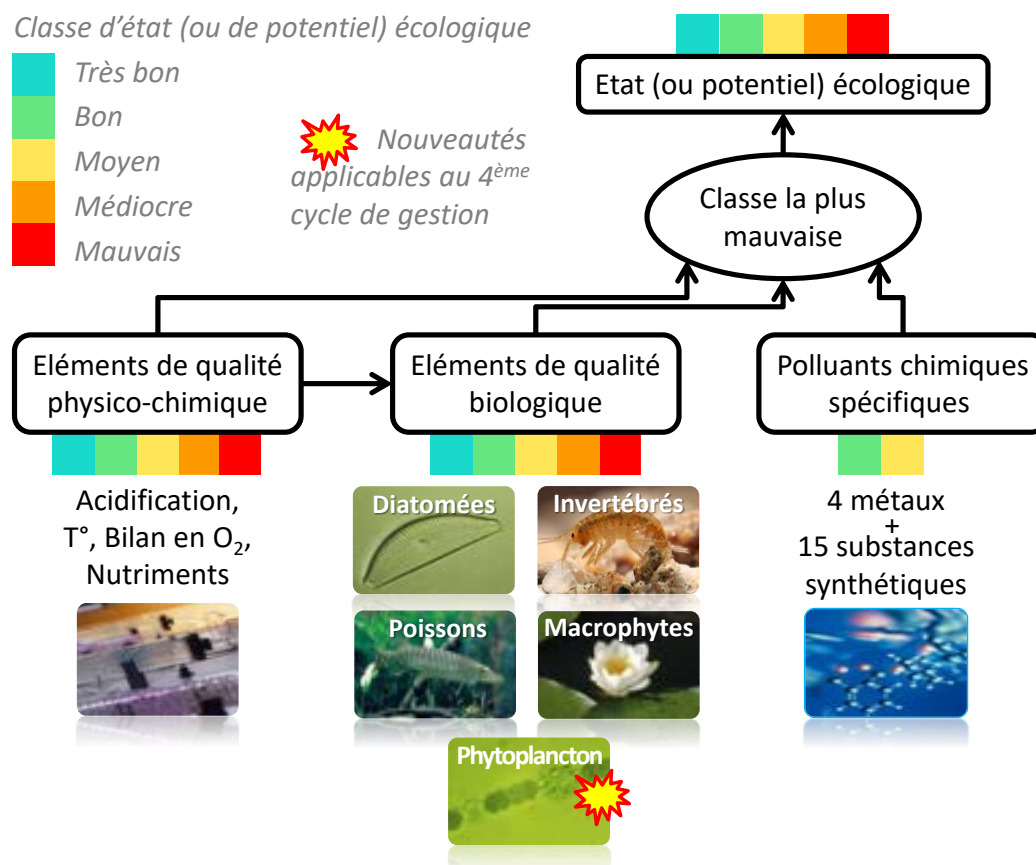 Classe d'état (ou de potentiel) écologique
Très bon
Bon
Moyen
Médiocre
Mauvais
Nouveautés
applicables au 4ème
cycle de gestion
Etat (ou potentiel) écologique
Classe la plus
mauvaise
Eléments de qualité
physico-chimique
Eléments de qualité
biologique
Polluants chimiques
spécifiques
Acidification,
T°, Bilan en O2,
Nutriments
Diatomées
Invertébrés
Poissons
Macrophytes
Phytoplancton
4 métaux
+
15 substances
synthétiques